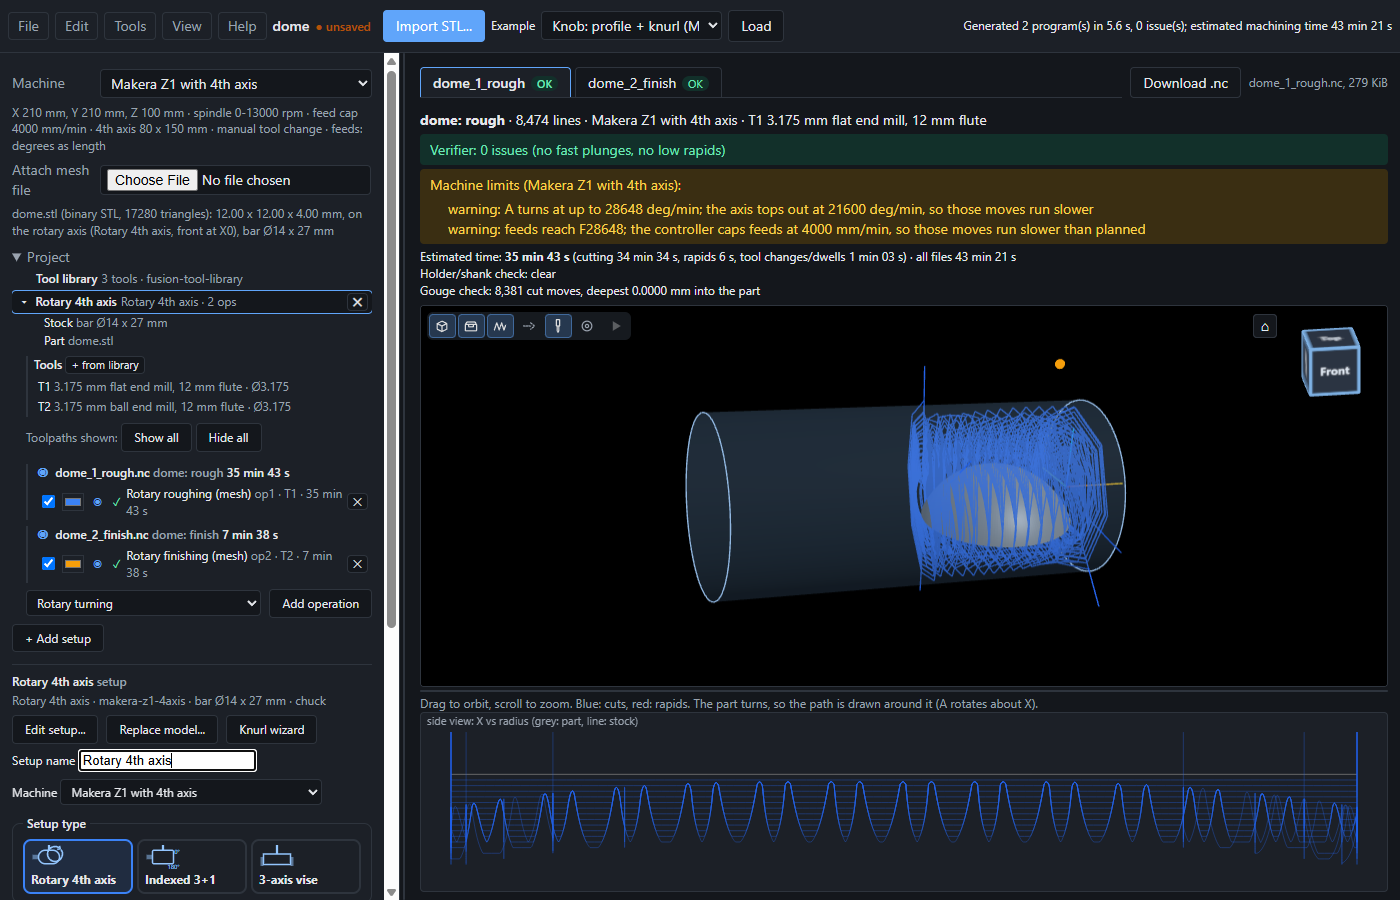 File Edit Tools View Help dome • unsaved Import STL... Example Knob: profile + knurl (M Load Generated 2 program(s) in 5.6 s, 0 issue(s); estimated machining time 43 min 21 s
Machine Makera Z1 with 4th axis
X 210 mm, Y 210 mm, Z 100 mm · spindle 0-13000 rpm · feed cap
4000 mm/min · 4th axis 80 x 150 mm · manual tool change · feeds:
degrees as length
Attach mesh file Choose File No file chosen
dome.stl (binary STL, 17280 triangles): 12.00 x 12.00 x 4.00 mm, on
the rotary axis (Rotary 4th axis, front at X0), bar Ø14 x 27 mm
Project
Tool library 3 tools · fusion-tool-library
Rotary 4th axis Rotary 4th axis · 2 ops
Stock bar Ø14 x 27 mm
Part dome.stl
Tools + from library
T1 3.175 mm flat end mill, 12 mm flute · Ø3.175
T2 3.175 mm ball end mill, 12 mm flute · Ø3.175
Toolpaths shown: Show all Hide all
dome_1_rough.nc dome: rough 35 min 43 s
Rotary roughing (mesh) op1 · T1 · 35 min
43 s
dome_2_finish.nc dome: finish 7 min 38 s
Rotary finishing (mesh) op2 · T2 · 7 min
38 s
Rotary turning Add operation
+ Add setup
Rotary 4th axis setup
Rotary 4th axis · makera-z1-4axis · bar Ø14 x 27 mm · chuck
Edit setup... Replace model... Knurl wizard
Setup name Rotary 4th axis
Machine Makera Z1 with 4th axis
Setup type
180°
Rotary 4th axis Indexed 3+1 3-axis vise
dome_1_rough OK dome_2_finish OK Download .nc dome_1_rough.nc, 279 KiB
dome: rough · 8,474 lines · Makera Z1 with 4th axis · T1 3.175 mm flat end mill, 12 mm flute
Verifier: 0 issues (no fast plunges, no low rapids)
Machine limits (Makera Z1 with 4th axis):
warning: A turns at up to 28648 deg/min; the axis tops out at 21600 deg/min, so those moves run slower
warning: feeds reach F28648; the controller caps feeds at 4000 mm/min, so those moves run slower than planned
Estimated time: 35 min 43 s (cutting 34 min 34 s, rapids 6 s, tool changes/dwells 1 min 03 s) · all files 43 min 21 s
Holder/shank check: clear
Gouge check: 8,381 cut moves, deepest 0.0000 mm into the part
Top
Front
Drag to orbit, scroll to zoom. Blue: cuts, red: rapids. The part turns, so the path is drawn around it (A rotates about X).
side view: X vs radius (grey: part, line: stock)